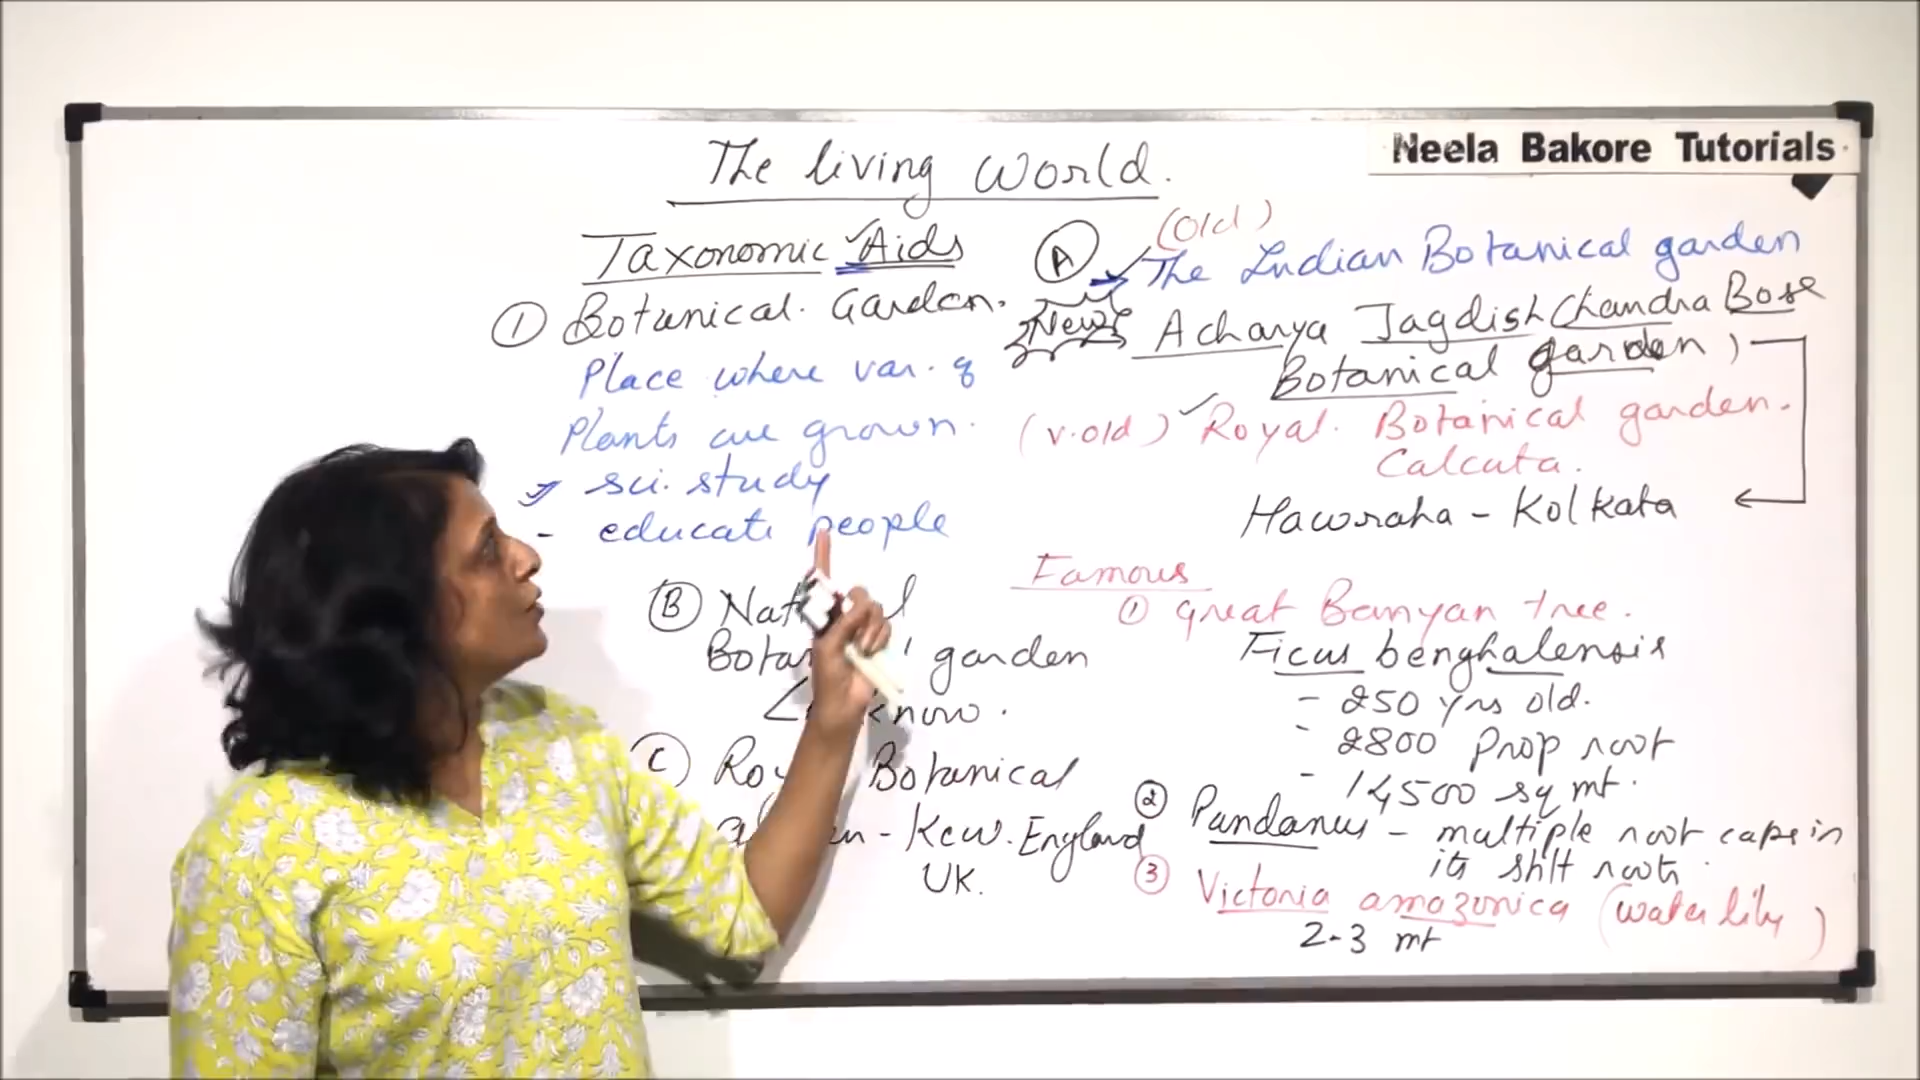 Neela Bakore Tutorials
The living World.
Taxonomic Aids
① Botanical. Garden.
Place where var. of
Plants are grown.
sci. study
- educate people
Ⓑ
garden
Ⓒ Botanical
- Kew. England
UK.
Ⓐ (old)
The Indian Botanical garden
New Acharya Jagdish Chandra Bose
Botanical garden
(v.old) Royal. Botanical garden.
Calcuta.
Hawraha - Kolkata
Famous
① Great Banyan tree.
Ficus benghalensis
- 250 yrs old.
- 2800 Prop root
- 14500 sq mt.
② Pandanus - multiple root caps in
its stilt roots.
③ Victoria amazonica (water lily)
2-3 mt